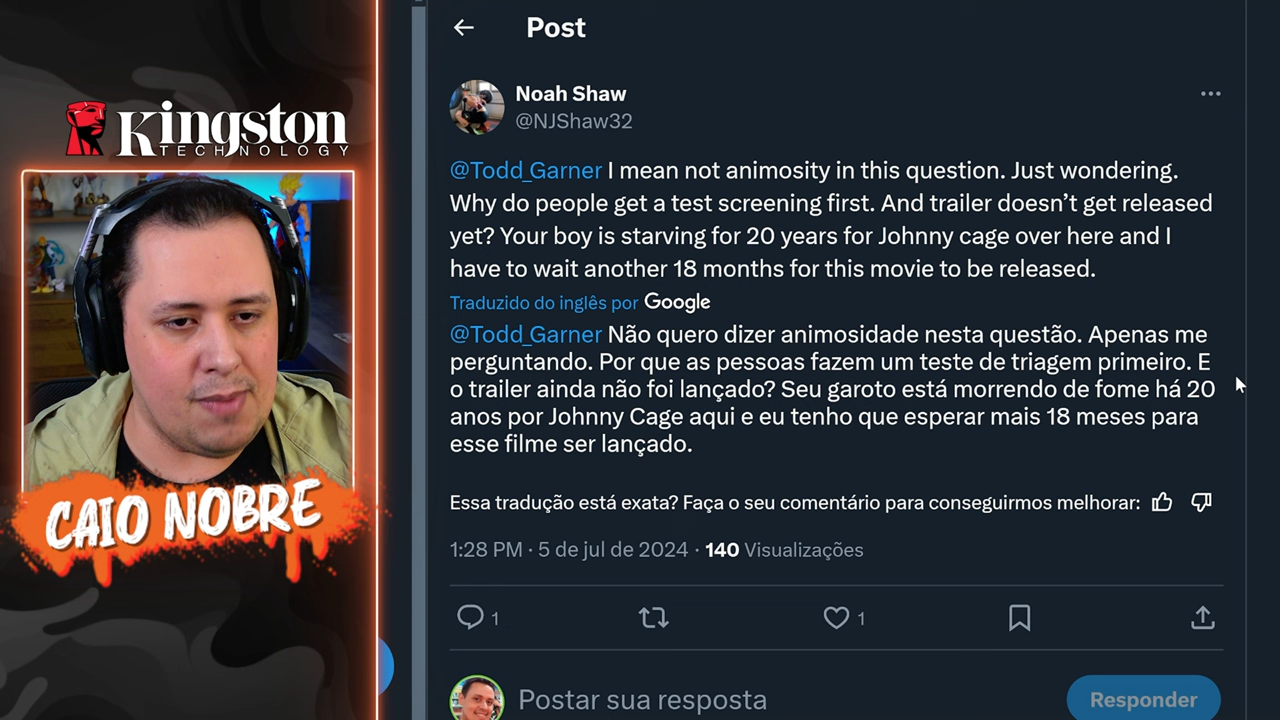 Kingston
TECHNOLOGY
CAIO NOBRE
Post
Noah Shaw
@NJShaw32
@Todd_Garner I mean not animosity in this question. Just wondering.
Why do people get a test screening first. And trailer doesn’t get released
yet? Your boy is starving for 20 years for Johnny cage over here and I
have to wait another 18 months for this movie to be released.
Traduzido do inglês por Google
@Todd_Garner Não quero dizer animosidade nesta questão. Apenas me
perguntando. Por que as pessoas fazem um teste de triagem primeiro. E
o trailer ainda não foi lançado? Seu garoto está morrendo de fome há 20
anos por Johnny Cage aqui e eu tenho que esperar mais 18 meses para
esse filme ser lançado.
Essa tradução está exata? Faça o seu comentário para conseguirmos melhorar:
1:28 PM · 5 de jul de 2024 · 140 Visualizações
1 1
Postar sua resposta
Responder